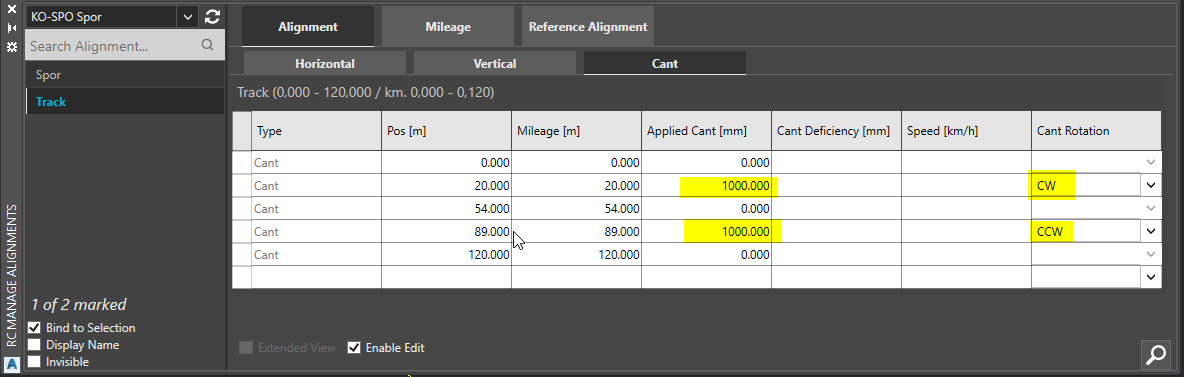 KO-SPO Spor
Search Alignment...
Spor
Track
1 of 2 marked
Bind to Selection
Display Name
Invisible
RC MANAGE ALIGNMENTS
Alignment Mileage Reference Alignment
Horizontal Vertical Cant
Track (0,000 - 120,000 / km. 0,000 - 0,120)
Type Pos [m] Mileage [m] Applied Cant [mm] Cant Deficiency [mm] Speed [km/h] Cant Rotation
Cant 0.000 0.000 0.000
Cant 20.000 20.000 1000.000 CW
Cant 54.000 54.000 0.000
Cant 89.000 89.000 1000.000 CCW
Cant 120.000 120.000 0.000
Extended View Enable Edit
A